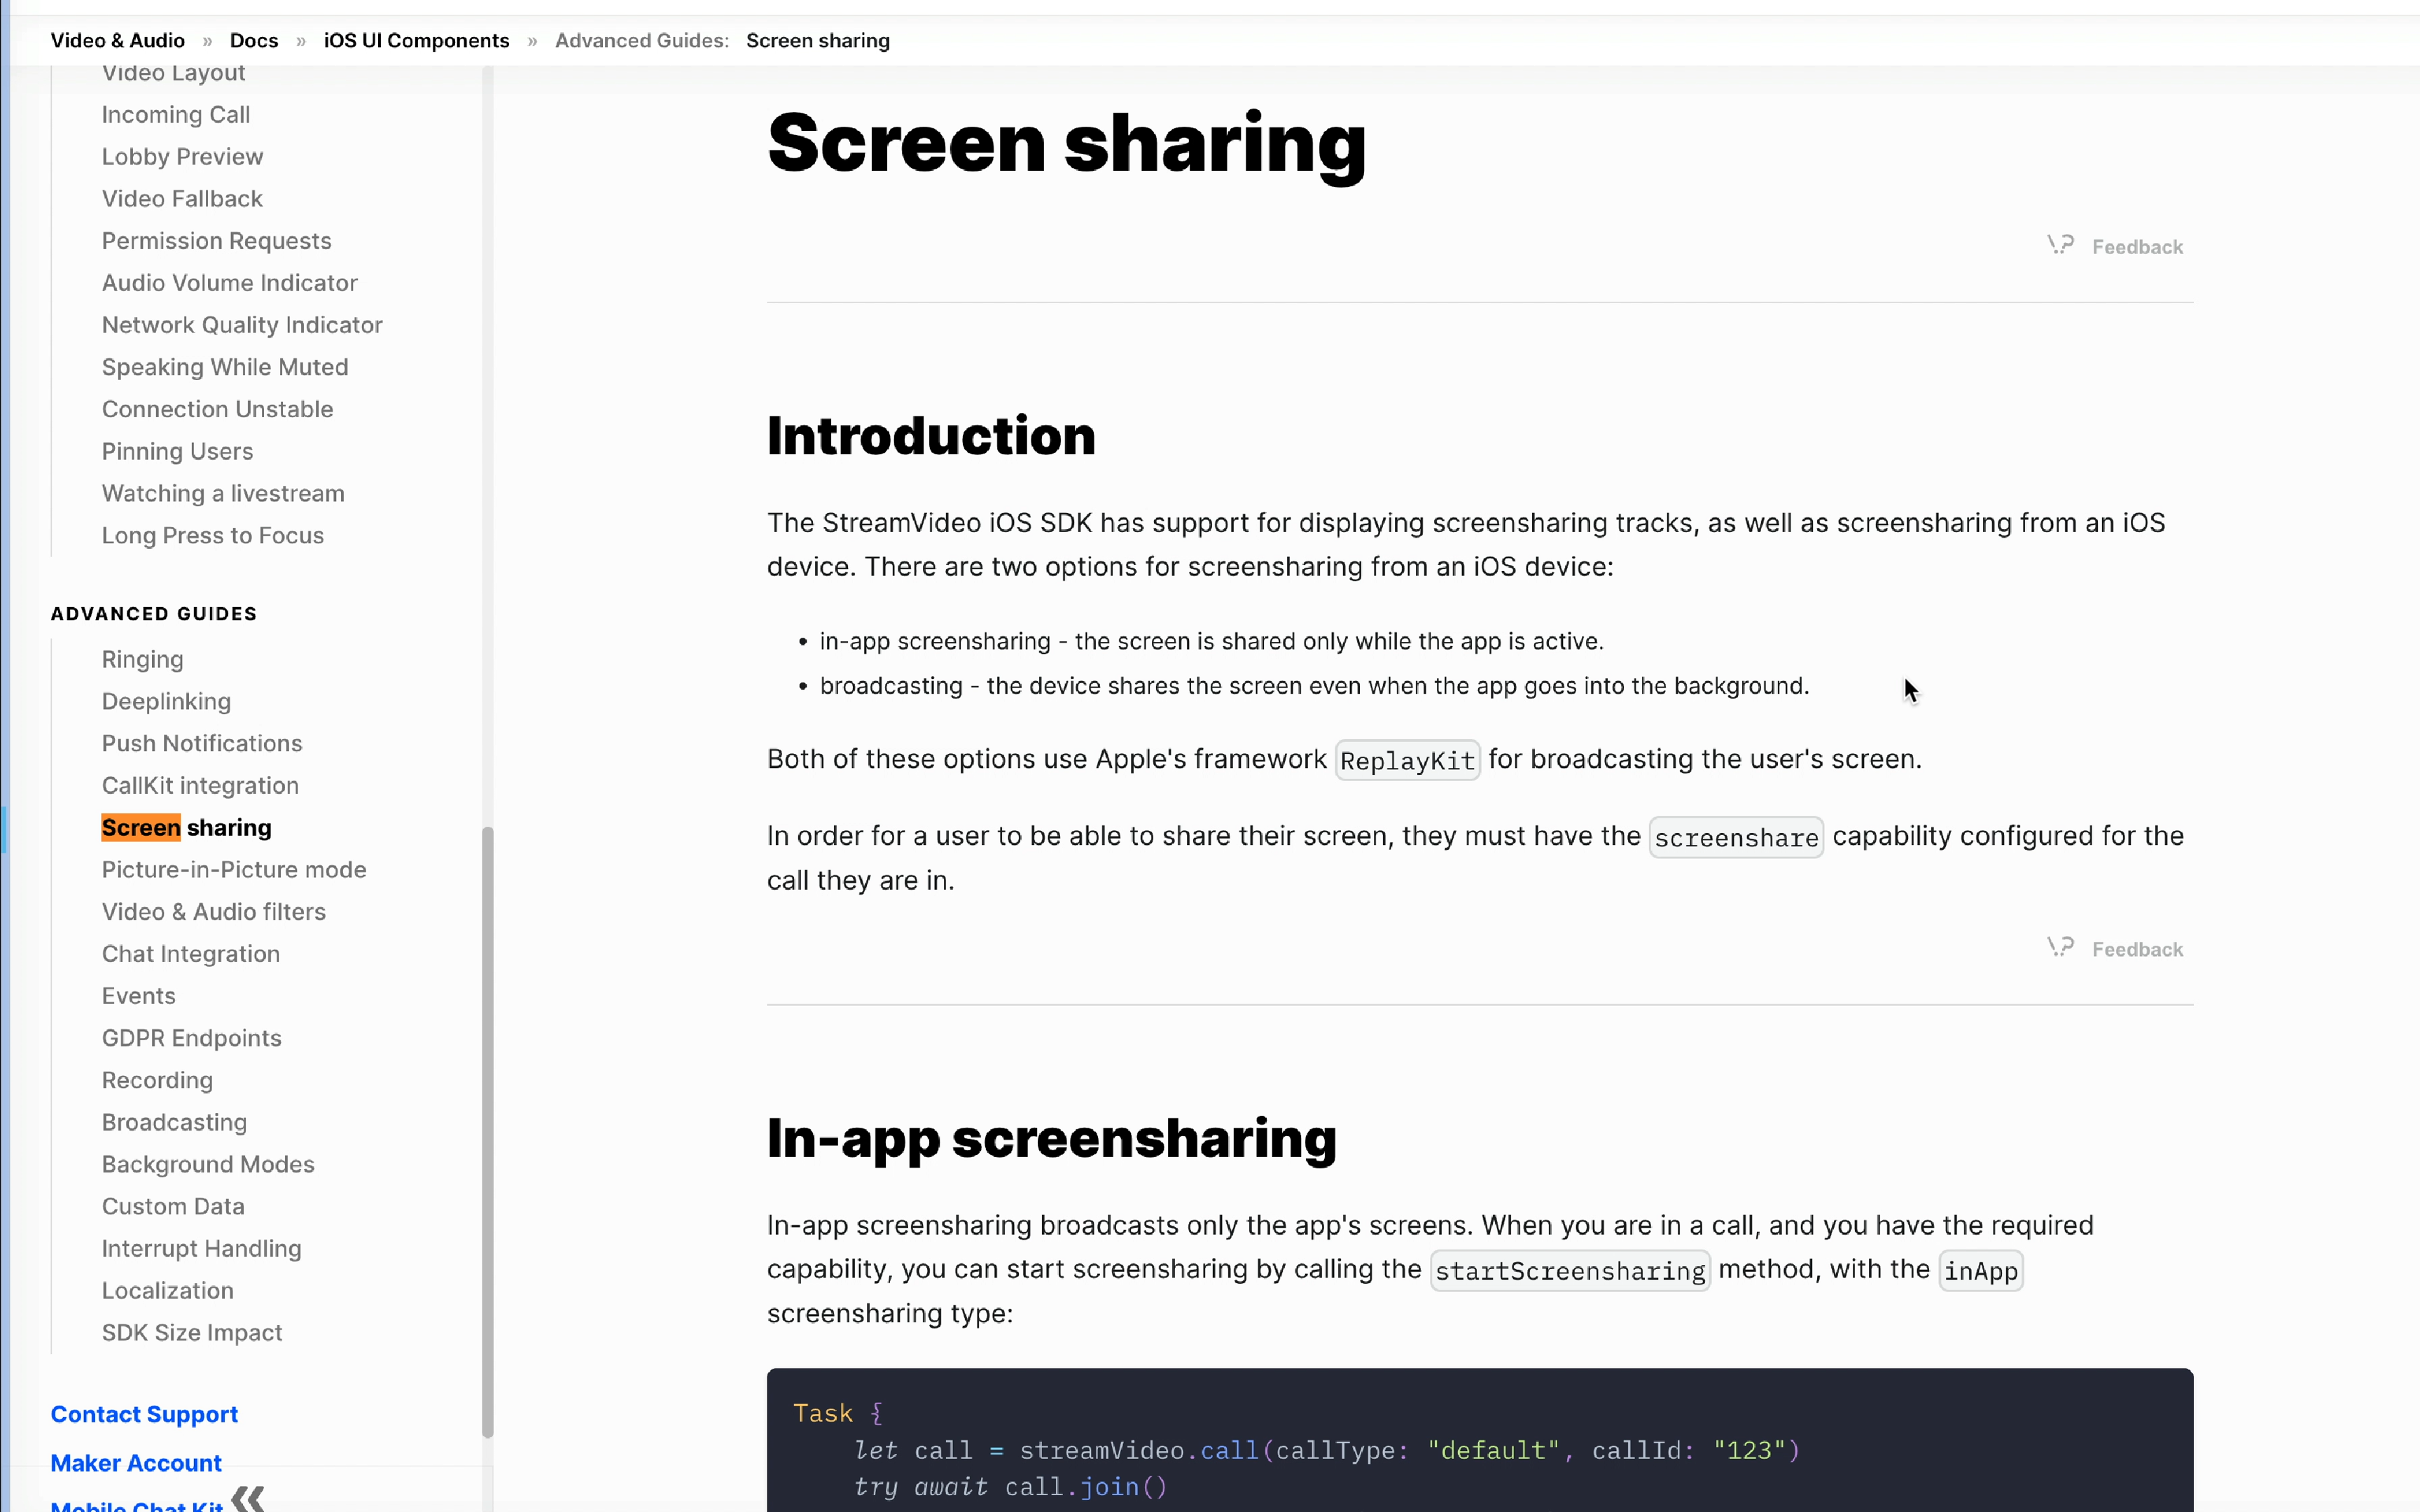 Video & Audio » Docs » iOS UI Components » Advanced Guides: Screen sharing
Video Layout
Incoming Call
Lobby Preview
Video Fallback
Permission Requests
Audio Volume Indicator
Network Quality Indicator
Speaking While Muted
Connection Unstable
Pinning Users
Watching a livestream
Long Press to Focus
ADVANCED GUIDES
Ringing
Deeplinking
Push Notifications
CallKit integration
Screen sharing
Picture-in-Picture mode
Video & Audio filters
Chat Integration
Events
GDPR Endpoints
Recording
Broadcasting
Background Modes
Custom Data
Interrupt Handling
Localization
SDK Size Impact
Contact Support
Maker Account
Mobile Chat Kit
Screen sharing
Feedback
Introduction
The StreamVideo iOS SDK has support for displaying screensharing tracks, as well as screensharing from an iOS
device. There are two options for screensharing from an iOS device:
• in-app screensharing - the screen is shared only while the app is active.
• broadcasting - the device shares the screen even when the app goes into the background.
Both of these options use Apple's framework ReplayKit for broadcasting the user's screen.
In order for a user to be able to share their screen, they must have the screenshare capability configured for the
call they are in.
Feedback
In-app screensharing
In-app screensharing broadcasts only the app's screens. When you are in a call, and you have the required
capability, you can start screensharing by calling the startScreensharing method, with the inApp
screensharing type:
Task {
let call = streamVideo.call(callType: "default", callId: "123")
try await call.join()